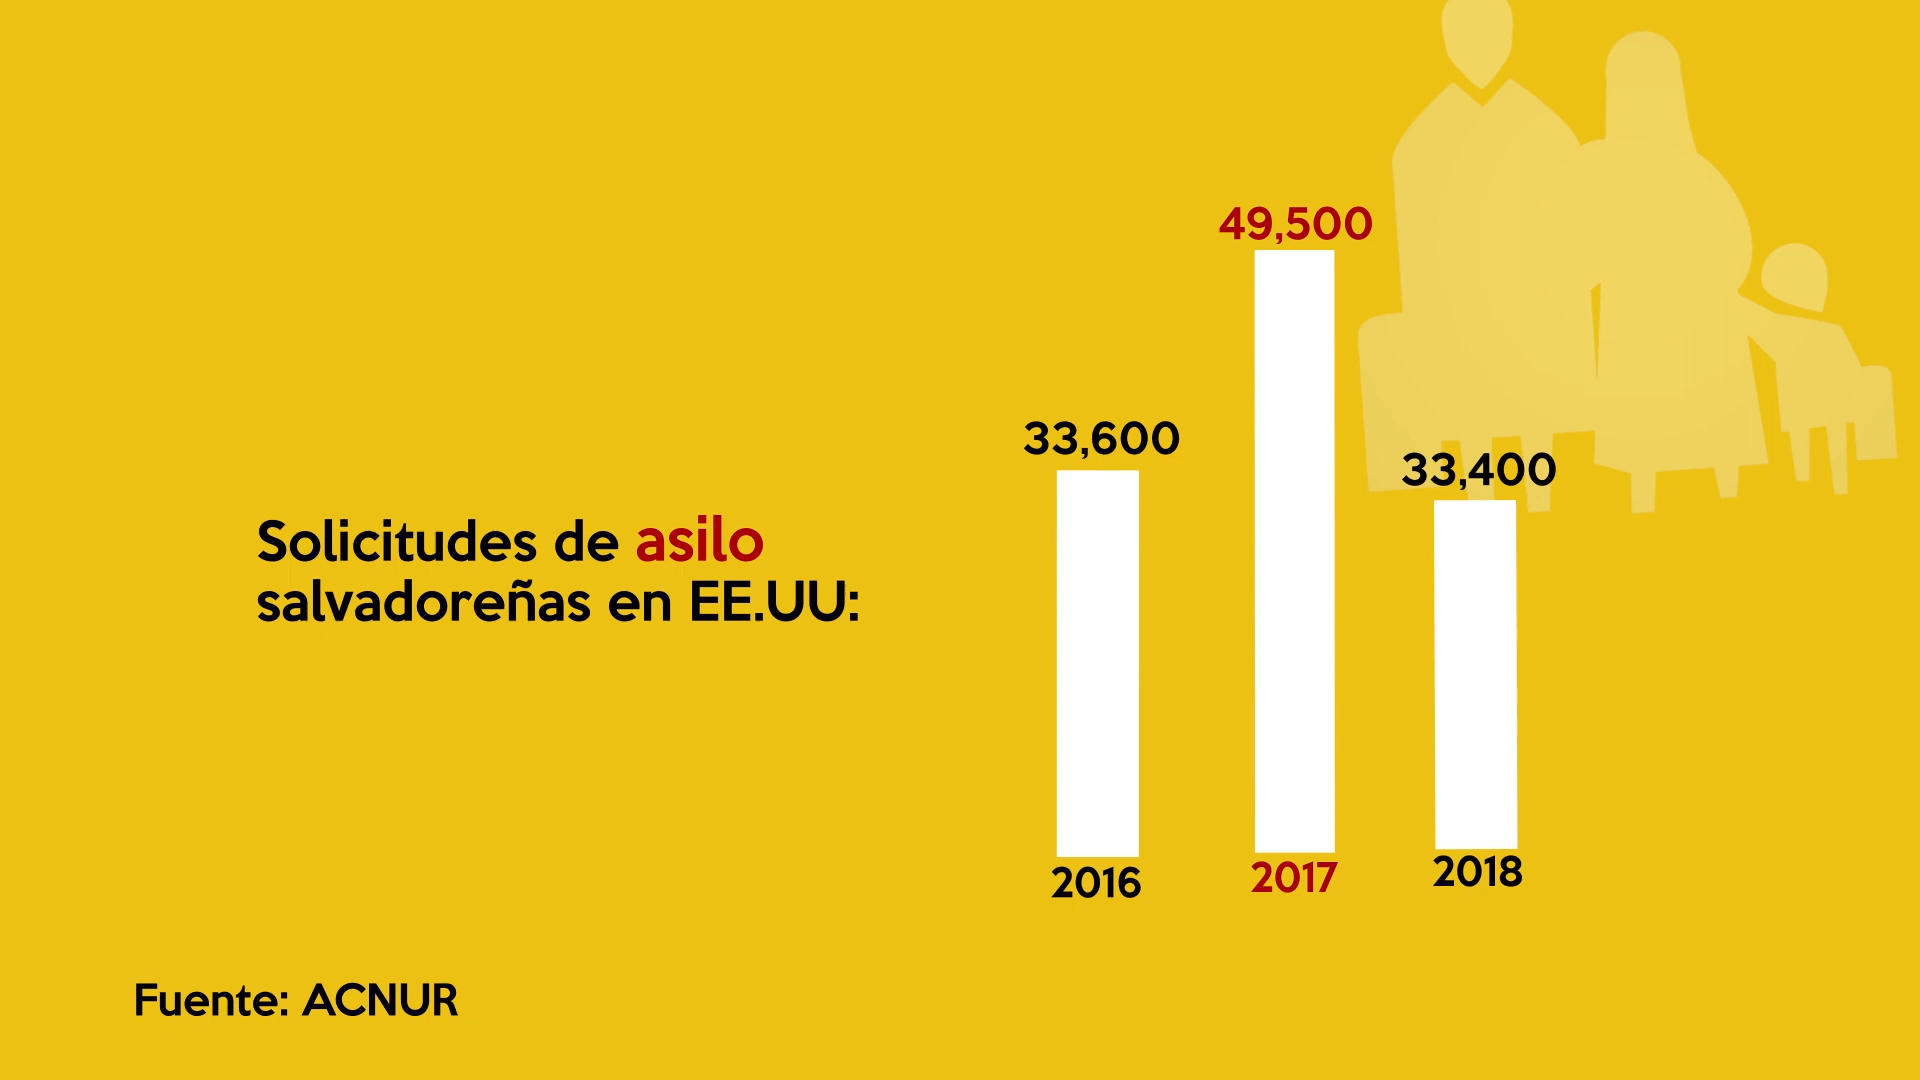 Solicitudes de asilo
salvadoreñas en EE.UU:
49,500
33,600
33,400
2016
2017
2018
Fuente: ACNUR